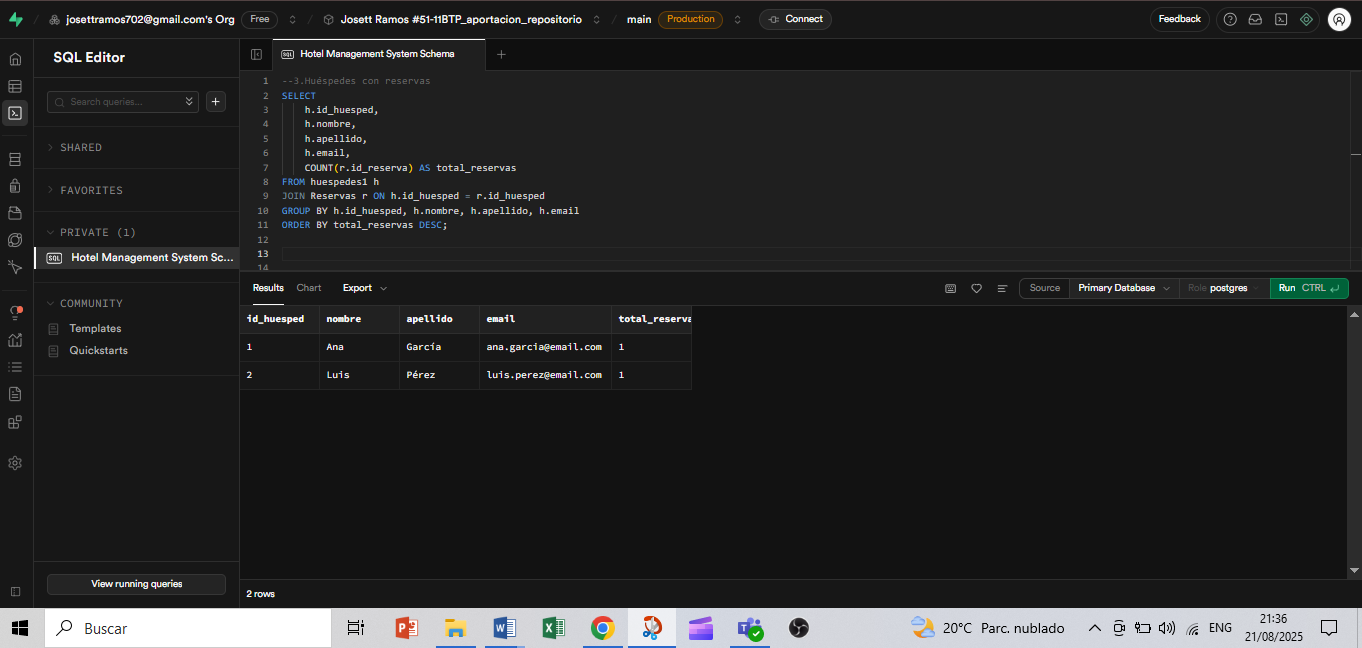 josettramos702@gmail.com's Org Free Josett Ramos #51-11BTP_aportacion_repositorio main Production Connect Feedback
SQL Editor
Hotel Management System Schema
Search queries...
SHARED
FAVORITES
PRIVATE (1)
Hotel Management System Sc...
COMMUNITY
Templates
Quickstarts
View running queries
1 --3.Huéspedes con reservas
2 SELECT
3 h.id_huesped,
4 h.nombre,
5 h.apellido,
6 h.email,
7 COUNT(r.id_reserva) AS total_reservas
8 FROM huespedes1 h
9 JOIN Reservas r ON h.id_huesped = r.id_huesped
10 GROUP BY h.id_huesped, h.nombre, h.apellido, h.email
11 ORDER BY total_reservas DESC;
12
13
14
Results Chart Export Source Primary Database Role postgres Run CTRL
id_huesped nombre apellido email total_reserva
1 Ana García ana.garcia@email.com 1
2 Luis Pérez luis.perez@email.com 1
2 rows
Buscar
20°C Parc. nublado
ENG
21:36
21/08/2025